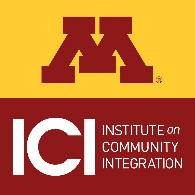 M
®
ICI
INSTITUTE on
COMMUNITY
INTEGRATION